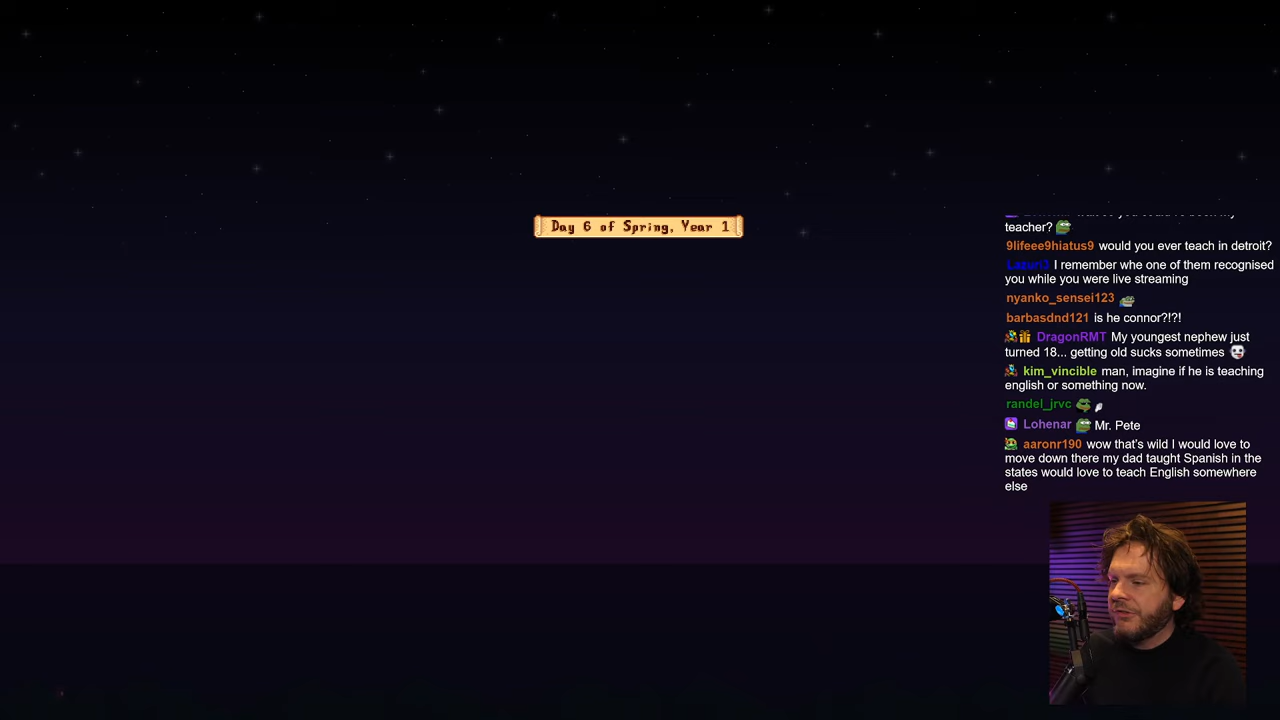 Day 6 of Spring, Year 1
teacher?
9lifeee9hiatus9 would you ever teach in detroit?
Lazuri3 I remember whe one of them recognised
you while you were live streaming
nyanko_sensei123
barbasdnd121 is he connor?!?!
DragonRMT My youngest nephew just
turned 18... getting old sucks sometimes
kim_vincible man, imagine if he is teaching
english or something now.
randel_jrvc
Lohenar Mr. Pete
aaronr190 wow that's wild I would love to
move down there my dad taught Spanish in the
states would love to teach English somewhere
else